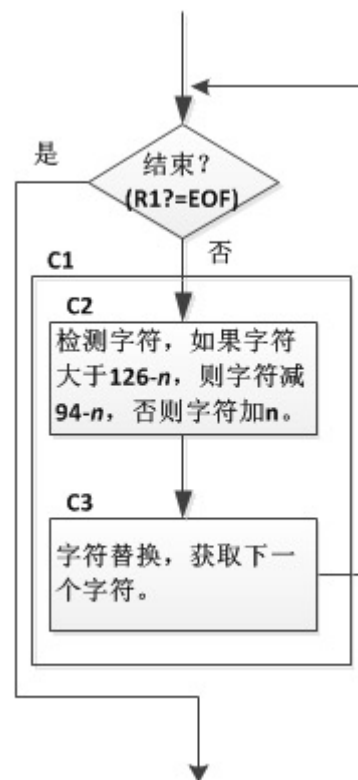 是
结束?
(R1?=EOF)
否
C1
C2
检测字符，如果字符
大于126-n，则字符减
94-n，否则字符加n。
C3
字符替换，获取下一
个字符。